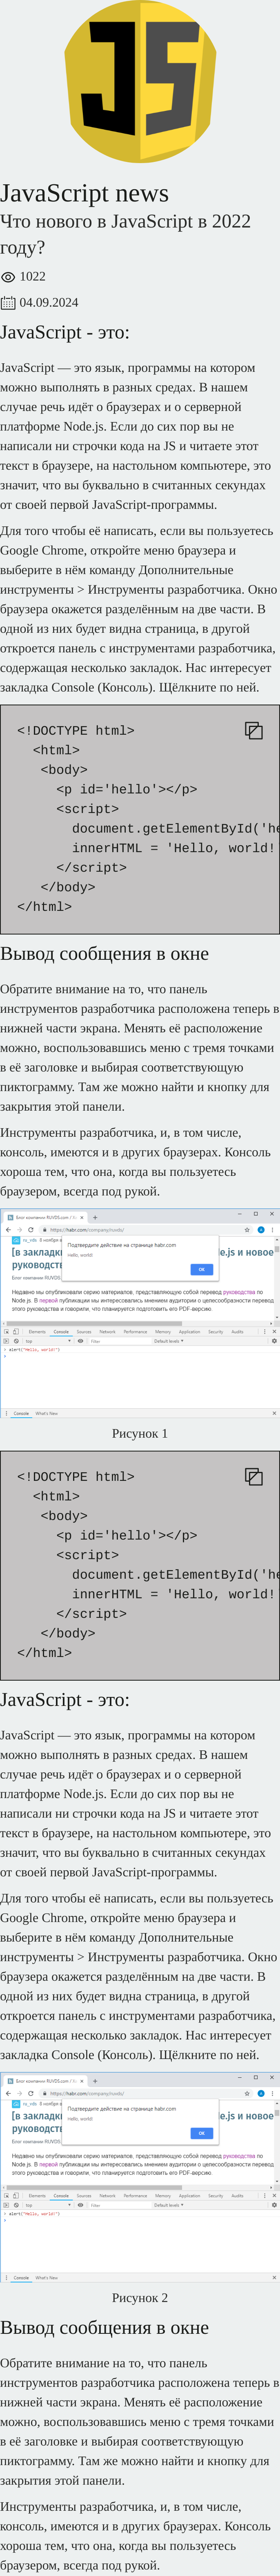 JS
JavaScript news
Что нового в JavaScript в 2022
году?
1022
04.09.2024
JavaScript - это:
JavaScript — это язык, программы на котором
можно выполнять в разных средах. В нашем
случае речь идёт о браузерах и о серверной
платформе Node.js. Если до сих пор вы не
написали ни строчки кода на JS и читаете этот
текст в браузере, на настольном компьютере, это
значит, что вы буквально в считанных секундах
от своей первой JavaScript-программы.
Для того чтобы её написать, если вы пользуетесь
Google Chrome, откройте меню браузера и
выберите в нём команду Дополнительные
инструменты > Инструменты разработчика. Окно
браузера окажется разделённым на две части. В
одной из них будет видна страница, в другой
откроется панель с инструментами разработчика,
содержащая несколько закладок. Нас интересует
закладка Console (Консоль). Щёлкните по ней.
<!DOCTYPE html>
<html>
<body>
<p id='hello'></p>
<script>
document.getElementById('he
innerHTML = 'Hello, world!
</script>
</body>
</html>
Вывод сообщения в окне
Обратите внимание на то, что панель
инструментов разработчика расположена теперь в
нижней части экрана. Менять её расположение
можно, воспользовавшись меню с тремя точками
в её заголовке и выбирая соответствующую
пиктограмму. Там же можно найти и кнопку для
закрытия этой панели.
Инструменты разработчика, и, в том числе,
консоль, имеются и в других браузерах. Консоль
хороша тем, что она, когда вы пользуетесь
браузером, всегда под рукой.
Блог компании RUVDS.com
https://habr.com/company/ruvds/
ru_vds
Подтвердите действие на странице habr.com
[в закладк
e.js и новое
руководств
Hello, world!
Блог компании RUVDS
OK
Недавно мы опубликовали серию материалов, представляющую собой перевод руководства по
Node.js. В первой публикации мы интересовались мнением аудитории о целесообразности перевода
этого руководства и говорили, что планируется подготовить его PDF-версию.
Elements Console Sources Network Performance Memory Application Security Audits
top Filter Default levels
alert("Hello, world!")
Console What's New
Рисунок 1
<!DOCTYPE html>
<html>
<body>
<p id='hello'></p>
<script>
document.getElementById('he
innerHTML = 'Hello, world!
</script>
</body>
</html>
JavaScript - это:
JavaScript — это язык, программы на котором
можно выполнять в разных средах. В нашем
случае речь идёт о браузерах и о серверной
платформе Node.js. Если до сих пор вы не
написали ни строчки кода на JS и читаете этот
текст в браузере, на настольном компьютере, это
значит, что вы буквально в считанных секундах
от своей первой JavaScript-программы.
Для того чтобы её написать, если вы пользуетесь
Google Chrome, откройте меню браузера и
выберите в нём команду Дополнительные
инструменты > Инструменты разработчика. Окно
браузера окажется разделённым на две части. В
одной из них будет видна страница, в другой
откроется панель с инструментами разработчика,
содержащая несколько закладок. Нас интересует
закладка Console (Консоль). Щёлкните по ней.
Блог компании RUVDS.com
https://habr.com/company/ruvds/
ru_vds
Подтвердите действие на странице habr.com
[в закладк
e.js и новое
руководств
Hello, world!
Блог компании RUVDS
OK
Недавно мы опубликовали серию материалов, представляющую собой перевод руководства по
Node.js. В первой публикации мы интересовались мнением аудитории о целесообразности перевода
этого руководства и говорили, что планируется подготовить его PDF-версию.
Elements Console Sources Network Performance Memory Application Security Audits
top Filter Default levels
alert("Hello, world!")
Console What's New
Рисунок 2
Вывод сообщения в окне
Обратите внимание на то, что панель
инструментов разработчика расположена теперь в
нижней части экрана. Менять её расположение
можно, воспользовавшись меню с тремя точками
в её заголовке и выбирая соответствующую
пиктограмму. Там же можно найти и кнопку для
закрытия этой панели.
Инструменты разработчика, и, в том числе,
консоль, имеются и в других браузерах. Консоль
хороша тем, что она, когда вы пользуетесь
браузером, всегда под рукой.